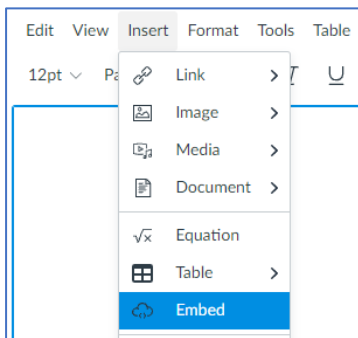 Edit View Insert Format Tools Table
12pt
Link
Image
Media
Document
Equation
Table
Embed